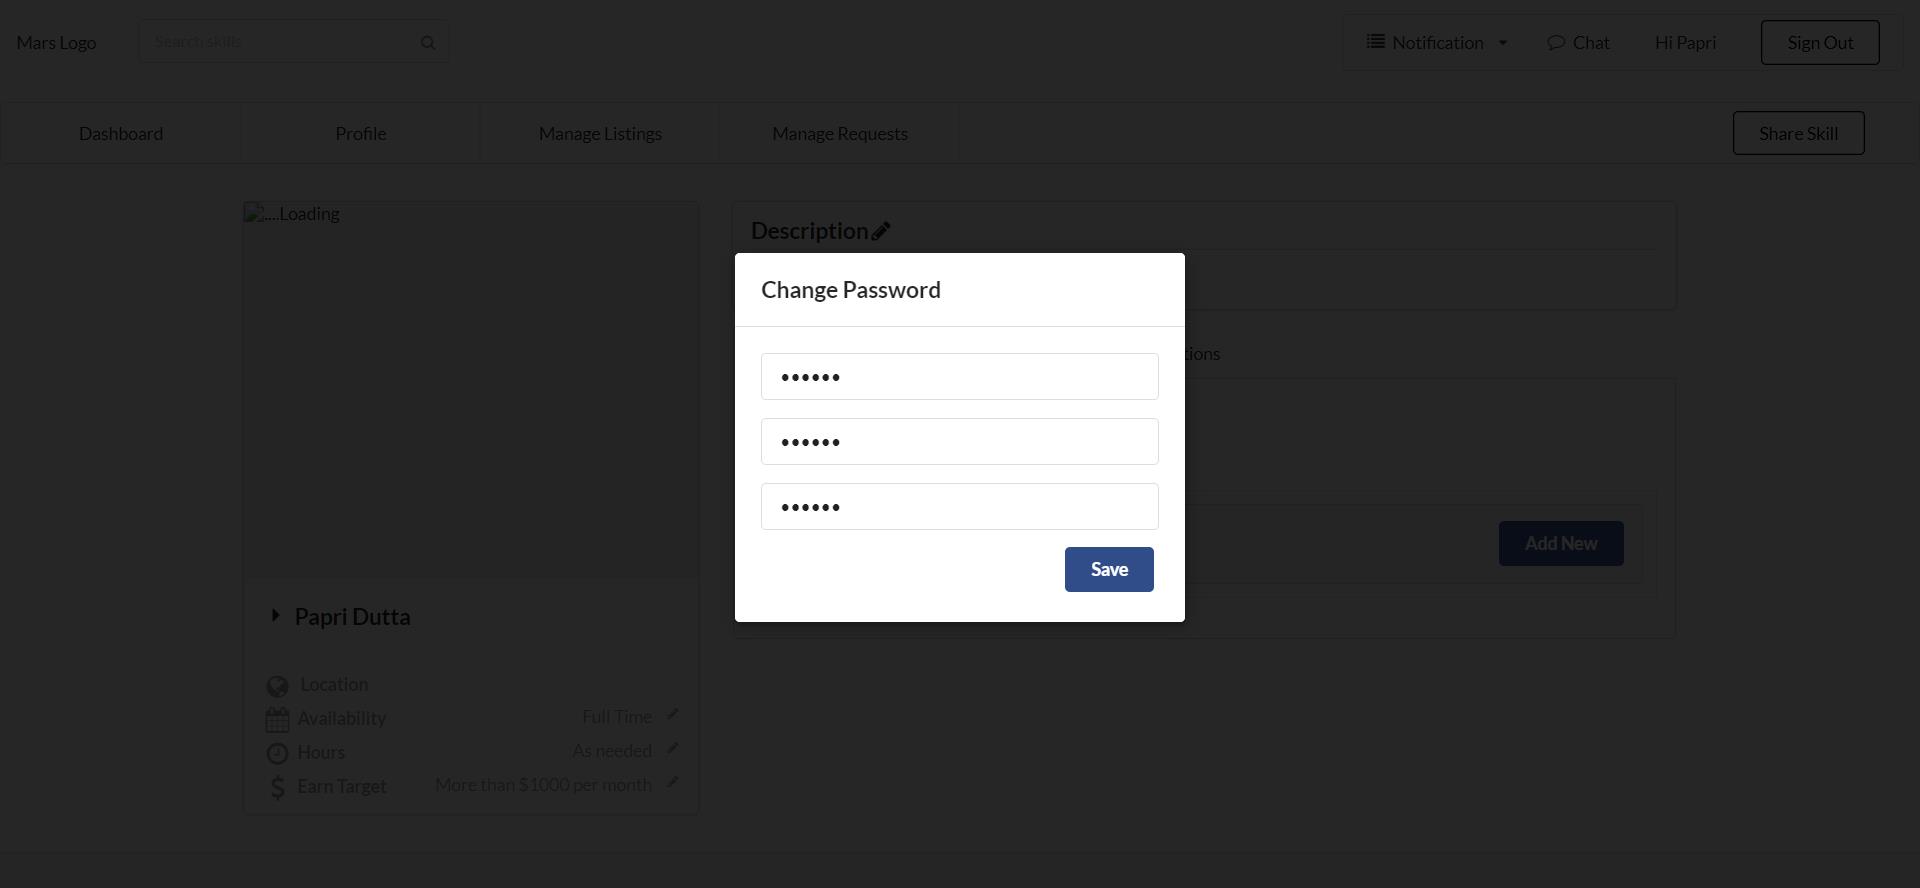 Mars Logo
Search skills
Notification
Chat
Hi Papri
Sign Out
Dashboard
Profile
Manage Listings
Manage Requests
Share Skill
....Loading
Description
Change Password
••••••
••••••
••••••
Save
tions
Add New
Papri Dutta
Location
Availability
Full Time
Hours
As needed
Earn Target
More than $1000 per month